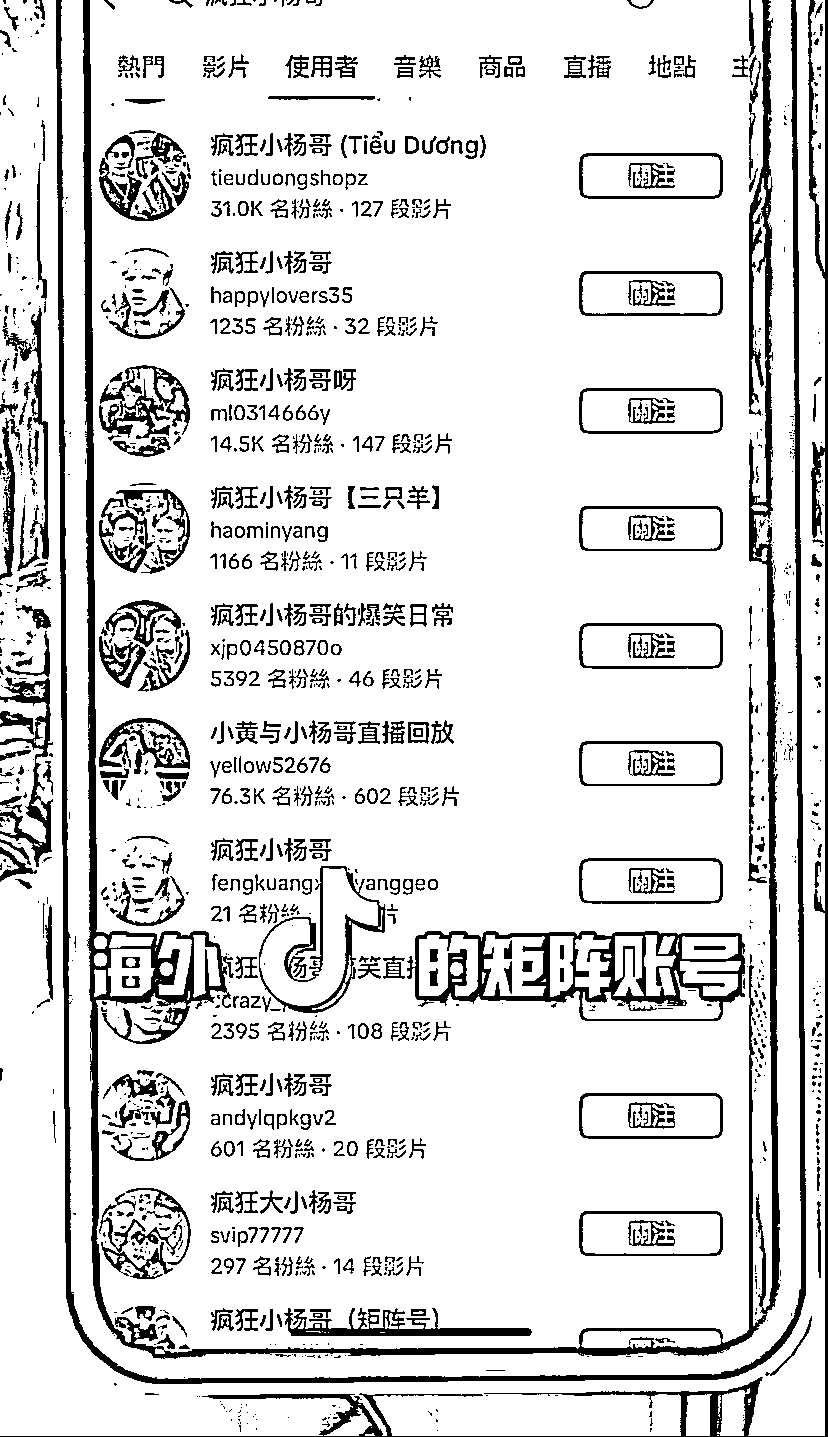 疯狂小杨哥
熱門 影片 使用者 音樂 商品 直播 地點
疯狂小杨哥 (Tiểu Dương)
tieuduongshopz
31.0K 名粉絲 · 127 段影片
關注
疯狂小杨哥
happylovers35
1235 名粉絲 · 32 段影片
關注
疯狂小杨哥呀
ml0314666y
14.5K 名粉絲 · 147 段影片
關注
疯狂小杨哥【三只羊】
haominyang
1166 名粉絲 · 11 段影片
關注
疯狂小杨哥的爆笑日常
xjp0450870o
5392 名粉絲 · 46 段影片
關注
小黄与小杨哥直播回放
yellow52676
76.3K 名粉絲 · 602 段影片
關注
疯狂小杨哥
21 名粉絲
關注
海外 的矩阵账号
2395 名粉絲 · 108 段影片
疯狂小杨哥
andylqpkgv2
601 名粉絲 · 20 段影片
關注
疯狂大小杨哥
svip77777
297 名粉絲 · 14 段影片
關注
疯狂小杨哥（矩阵号）